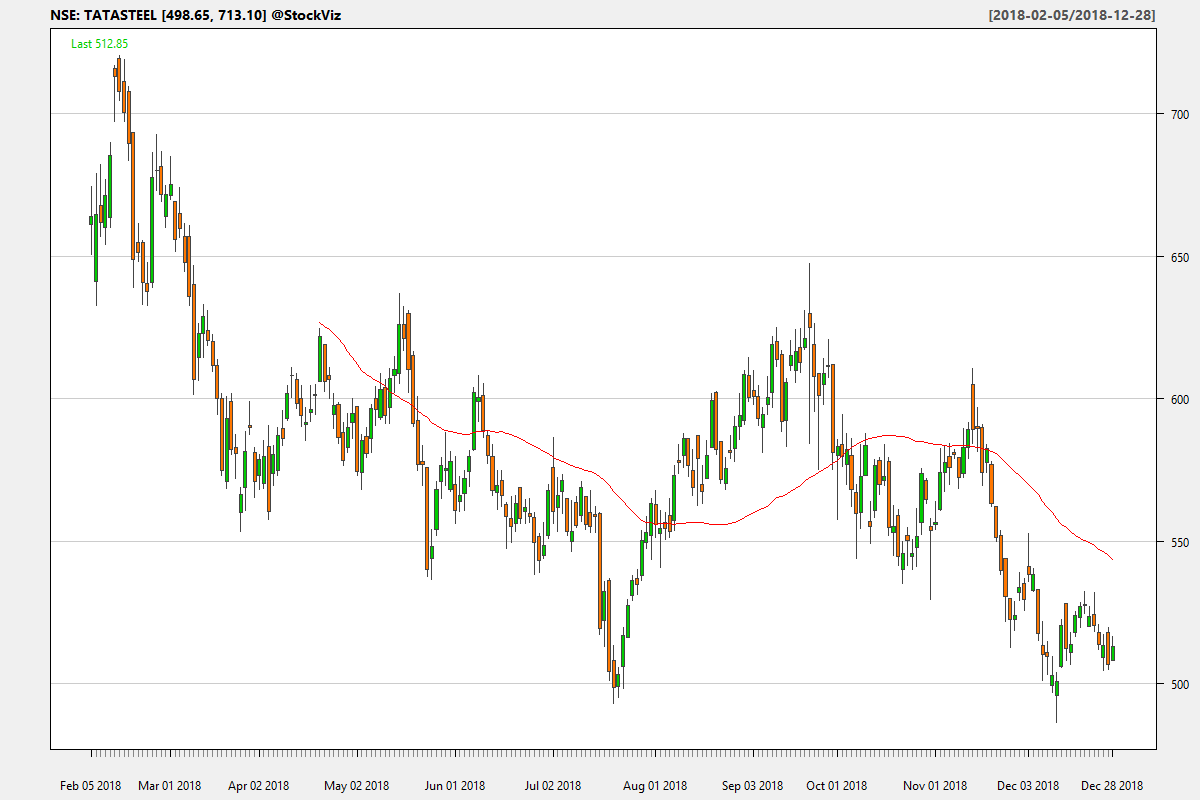 NSE: TATASTEEL [498.65, 713.10] @StockViz
[2018-02-05/2018-12-28]
Last 512.85
700
650
600
550
500
Feb 05 2018
Mar 01 2018
Apr 02 2018
May 02 2018
Jun 01 2018
Jul 02 2018
Aug 01 2018
Sep 03 2018
Oct 01 2018
Nov 01 2018
Dec 03 2018
Dec 28 2018